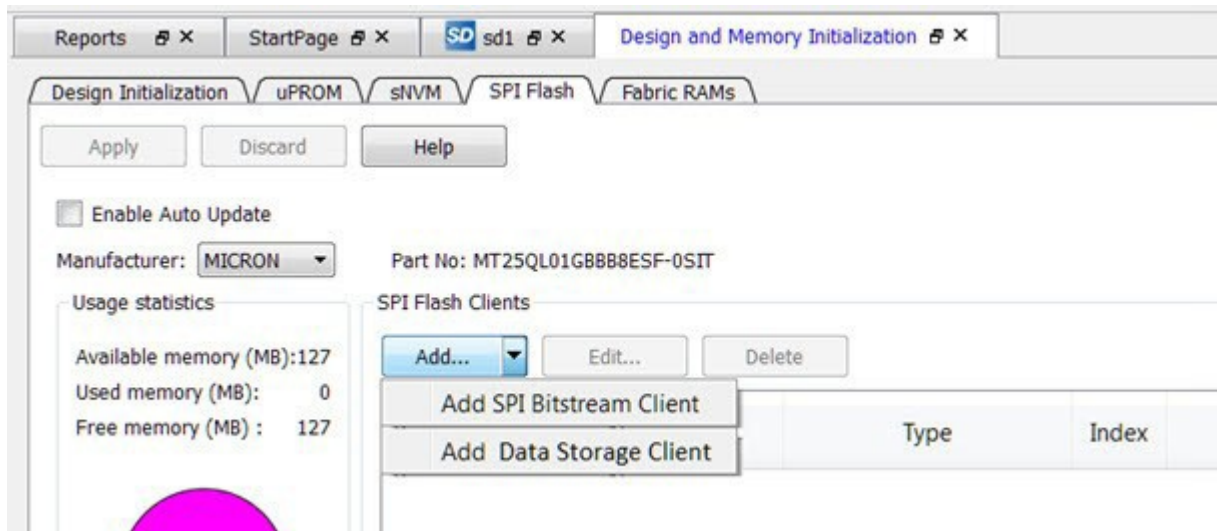 Reports StartPage SD sd1 Design and Memory Initialization
Design Initialization uPROM sNVM SPI Flash Fabric RAMs
Apply Discard Help
Enable Auto Update
Manufacturer: MICRON Part No: MT25QL01GBBB8ESF-0SIT
Usage statistics SPI Flash Clients
Available memory (MB):127 Add... Edit... Delete
Used memory (MB): 0 Add SPI Bitstream Client
Free memory (MB) : 127 Type Index
Add Data Storage Client